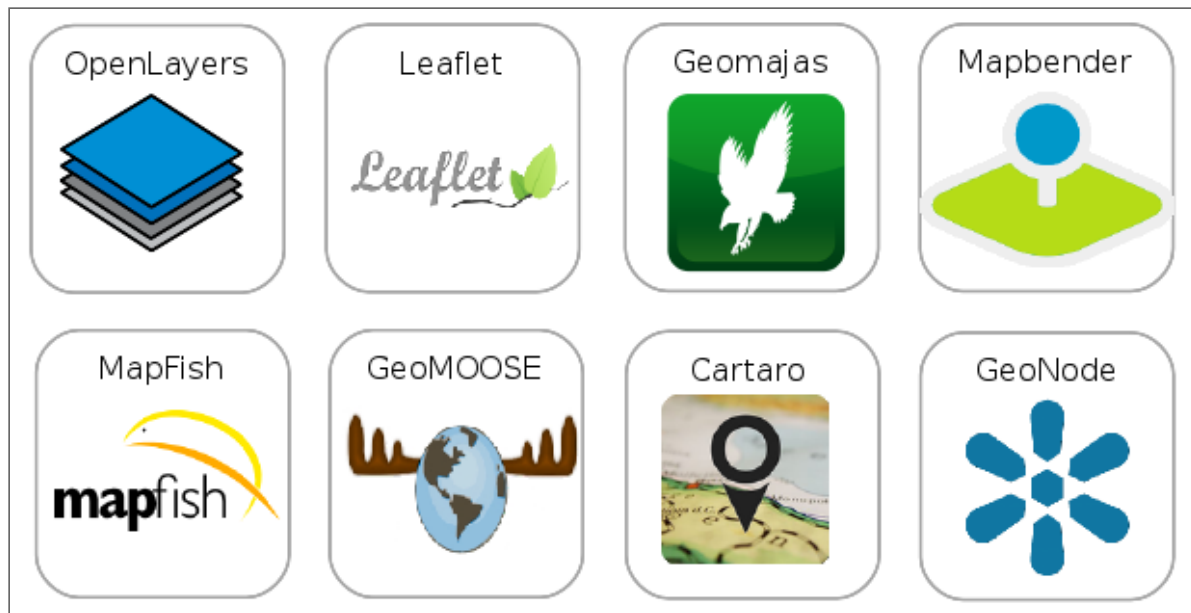 OpenLayers
Leaflet
Geomajas
Mapbender
Leaflet
MapFish
GeoMOOSE
Cartaro
GeoNode
mapfish